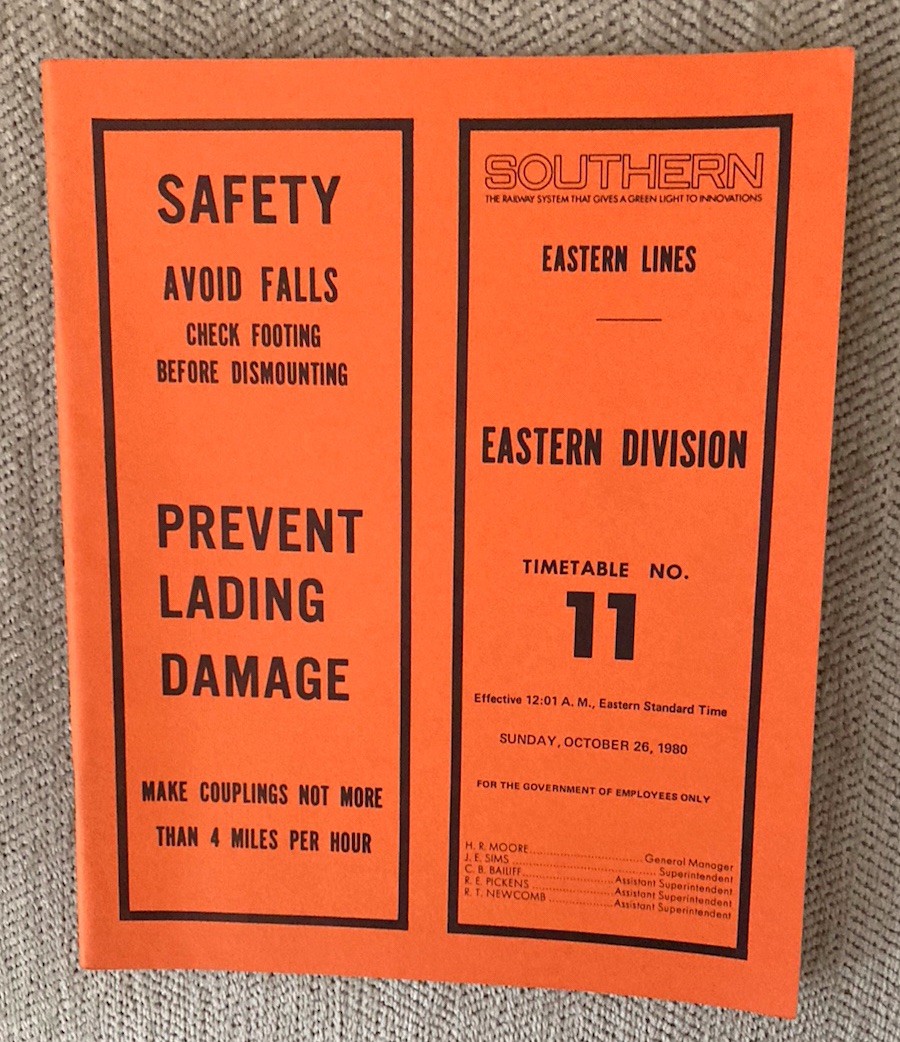 SAFETY
AVOID FALLS
CHECK FOOTING
BEFORE DISMOUNTING
PREVENT
LADING
DAMAGE
MAKE COUPLINGS NOT MORE
THAN 4 MILES PER HOUR
SOUTHERN
THE RAILWAY SYSTEM THAT GIVES A GREEN LIGHT TO INNOVATIONS
EASTERN LINES
EASTERN DIVISION
TIMETABLE NO.
11
Effective 12:01 A. M., Eastern Standard Time
SUNDAY, OCTOBER 26, 1980
FOR THE GOVERNMENT OF EMPLOYEES ONLY
H. R. MOORE..............................General Manager
J. E. SIMS ..............................Superintendent
C. B. BAILIFF....................Assistant Superintendent
R. E. PICKENS ..................Assistant Superintendent
R. T. NEWCOMB ...............Assistant Superintendent